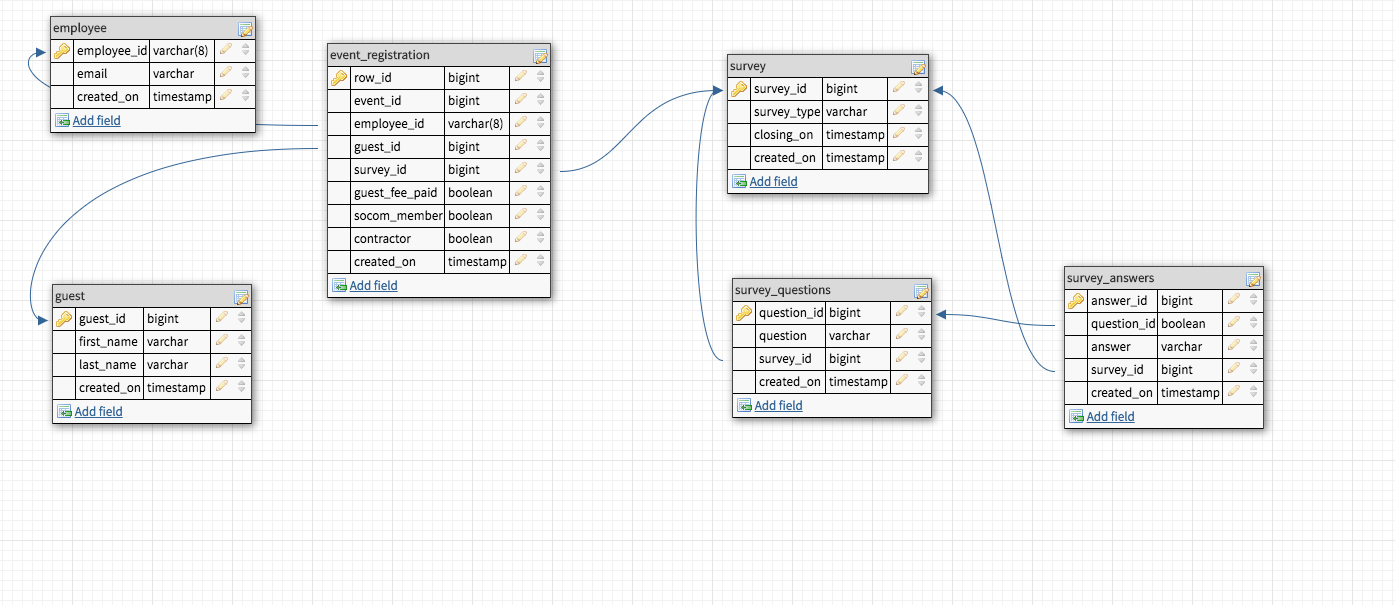 employee
employee_id varchar(8)
email varchar
created_on timestamp
Add field
event_registration
row_id bigint
event_id bigint
employee_id varchar(8)
guest_id bigint
survey_id bigint
guest_fee_paid boolean
socom_member boolean
contractor boolean
created_on timestamp
Add field
survey
survey_id bigint
survey_type varchar
closing_on timestamp
created_on timestamp
Add field
guest
guest_id bigint
first_name varchar
last_name varchar
created_on timestamp
Add field
survey_questions
question_id bigint
question varchar
survey_id bigint
created_on timestamp
Add field
survey_answers
answer_id bigint
question_id boolean
answer varchar
survey_id bigint
created_on timestamp
Add field